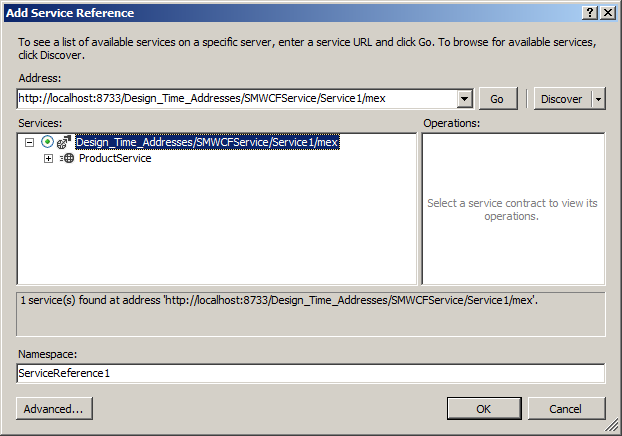 Add Service Reference
To see a list of available services on a specific server, enter a service URL and click Go. To browse for available services,
click Discover.
Address:
http://localhost:8733/Design_Time_Addresses/SMWCFService/Service1/mex
Go
Discover
Services:
Operations:
Design_Time_Addresses/SMWCFService/Service1/mex
ProductService
Select a service contract to view its
operations.
1 service(s) found at address 'http://localhost:8733/Design_Time_Addresses/SMWCFService/Service1/mex'.
Namespace:
ServiceReference1
Advanced...
OK
Cancel